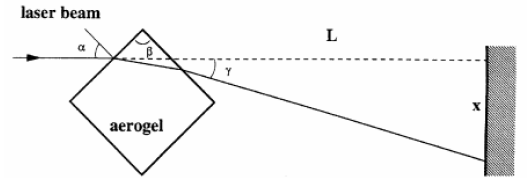 laser beam
L
α
β
γ
x
aerogel